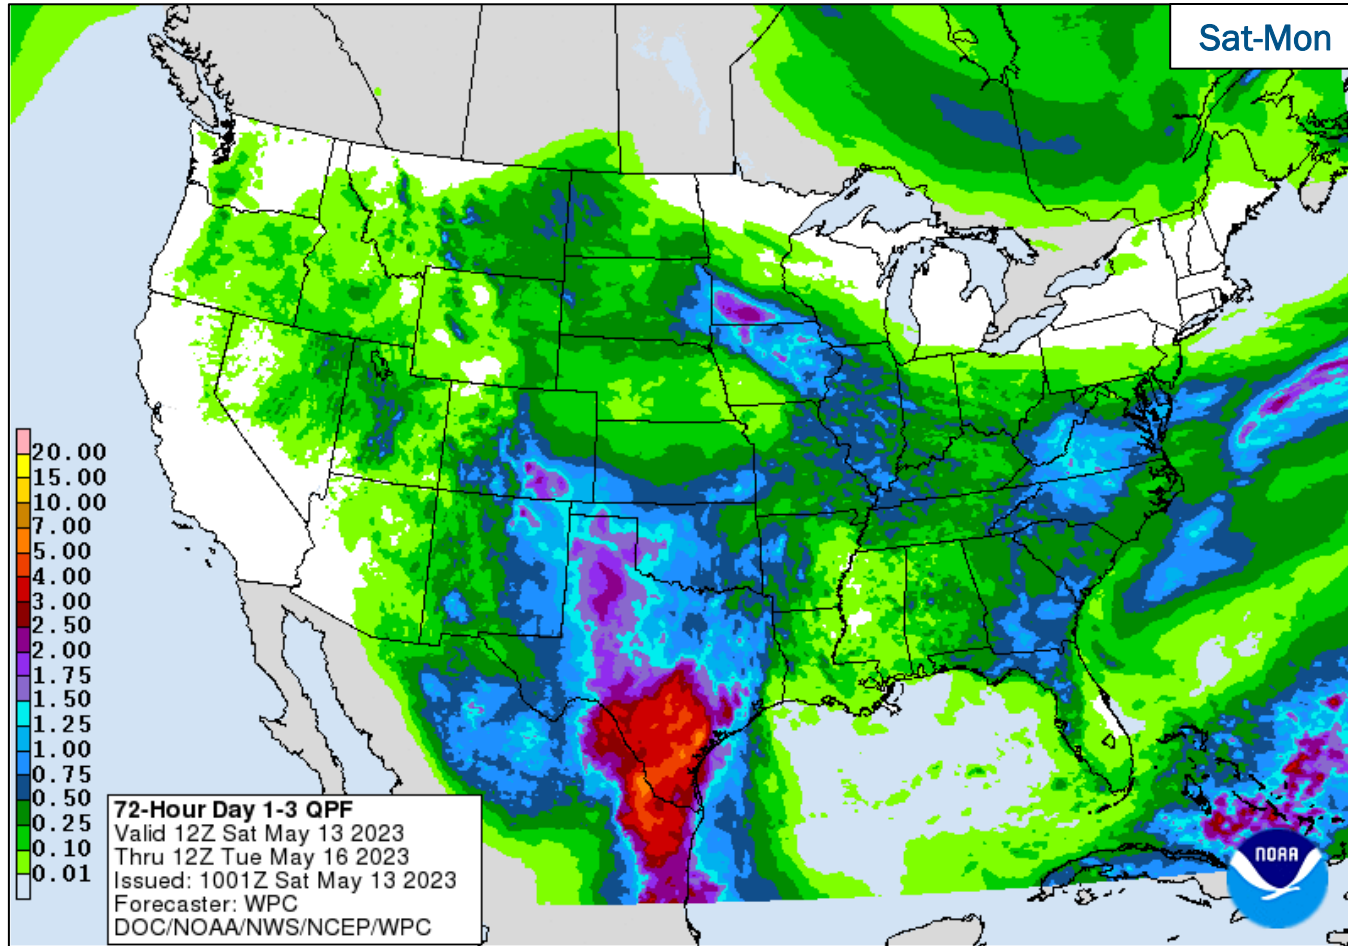 Sat-Mon
20.00
15.00
10.00
7.00
5.00
4.00
3.00
2.50
2.00
1.75
1.50
1.25
1.00
0.75
0.50
0.25
0.10
0.01
72-Hour Day 1-3 QPF
Valid 12Z Sat May 13 2023
Thru 12Z Tue May 16 2023
Issued: 1001Z Sat May 13 2023
Forecaster: WPC
DOC/NOAA/NWS/NCEP/WPC
NOAA